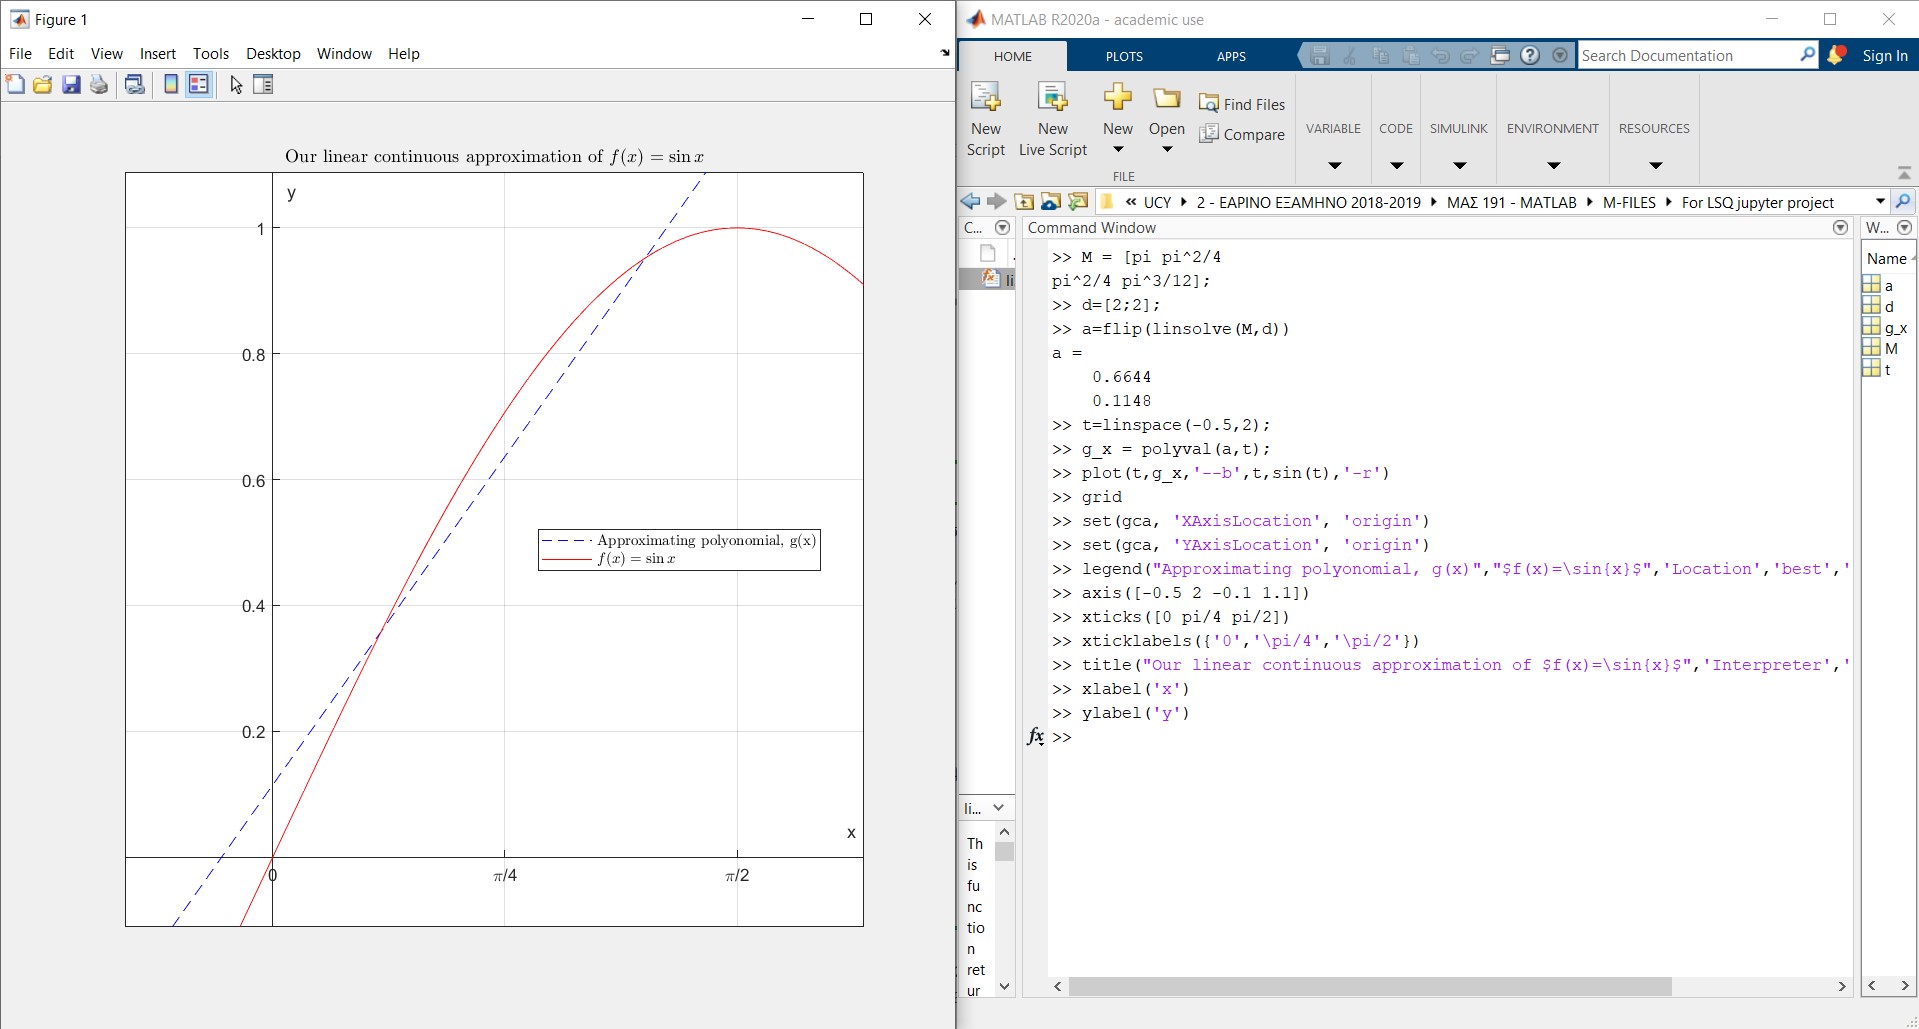 Figure 1
File Edit View Insert Tools Desktop Window Help
Our linear continuous approximation of f(x) = sin x
y
1
0.8
0.6
Approximating polyonomial, g(x)
f(x) = sin x
0.4
0.2
x
0 π/4 π/2
MATLAB R2020a - academic use
HOME PLOTS APPS
Search Documentation
Sign In
New Script
New Live Script
New
Open
Find Files
Compare
FILE
VARIABLE CODE SIMULINK ENVIRONMENT RESOURCES
« UCY 2 - ΕΑΡΙΝΟ ΕΞΑΜΗΝΟ 2018-2019 ΜΑΣ 191 - MATLAB M-FILES For LSQ jupyter project
C...
Command Window
W...
Name
>> M = [pi pi^2/4
pi^2/4 pi^3/12];
>> d=[2;2];
>> a=flip(linsolve(M,d))
a =
0.6644
0.1148
>> t=linspace(-0.5,2);
>> g_x = polyval(a,t);
>> plot(t,g_x,'--b',t,sin(t),'-r')
>> grid
>> set(gca, 'XAxisLocation', 'origin')
>> set(gca, 'YAxisLocation', 'origin')
>> legend("Approximating polyonomial, g(x)","$f(x)=\sin{x}$",'Location','best','
>> axis([-0.5 2 -0.1 1.1])
>> xticks([0 pi/4 pi/2])
>> xticklabels({'0','\pi/4','\pi/2'})
>> title("Our linear continuous approximation of $f(x)=\sin{x}$",'Interpreter','
>> xlabel('x')
>> ylabel('y')
fx >>
a
d
g_x
M
t
li
li...
Th
is
fu
nc
tio
n
ret
ur